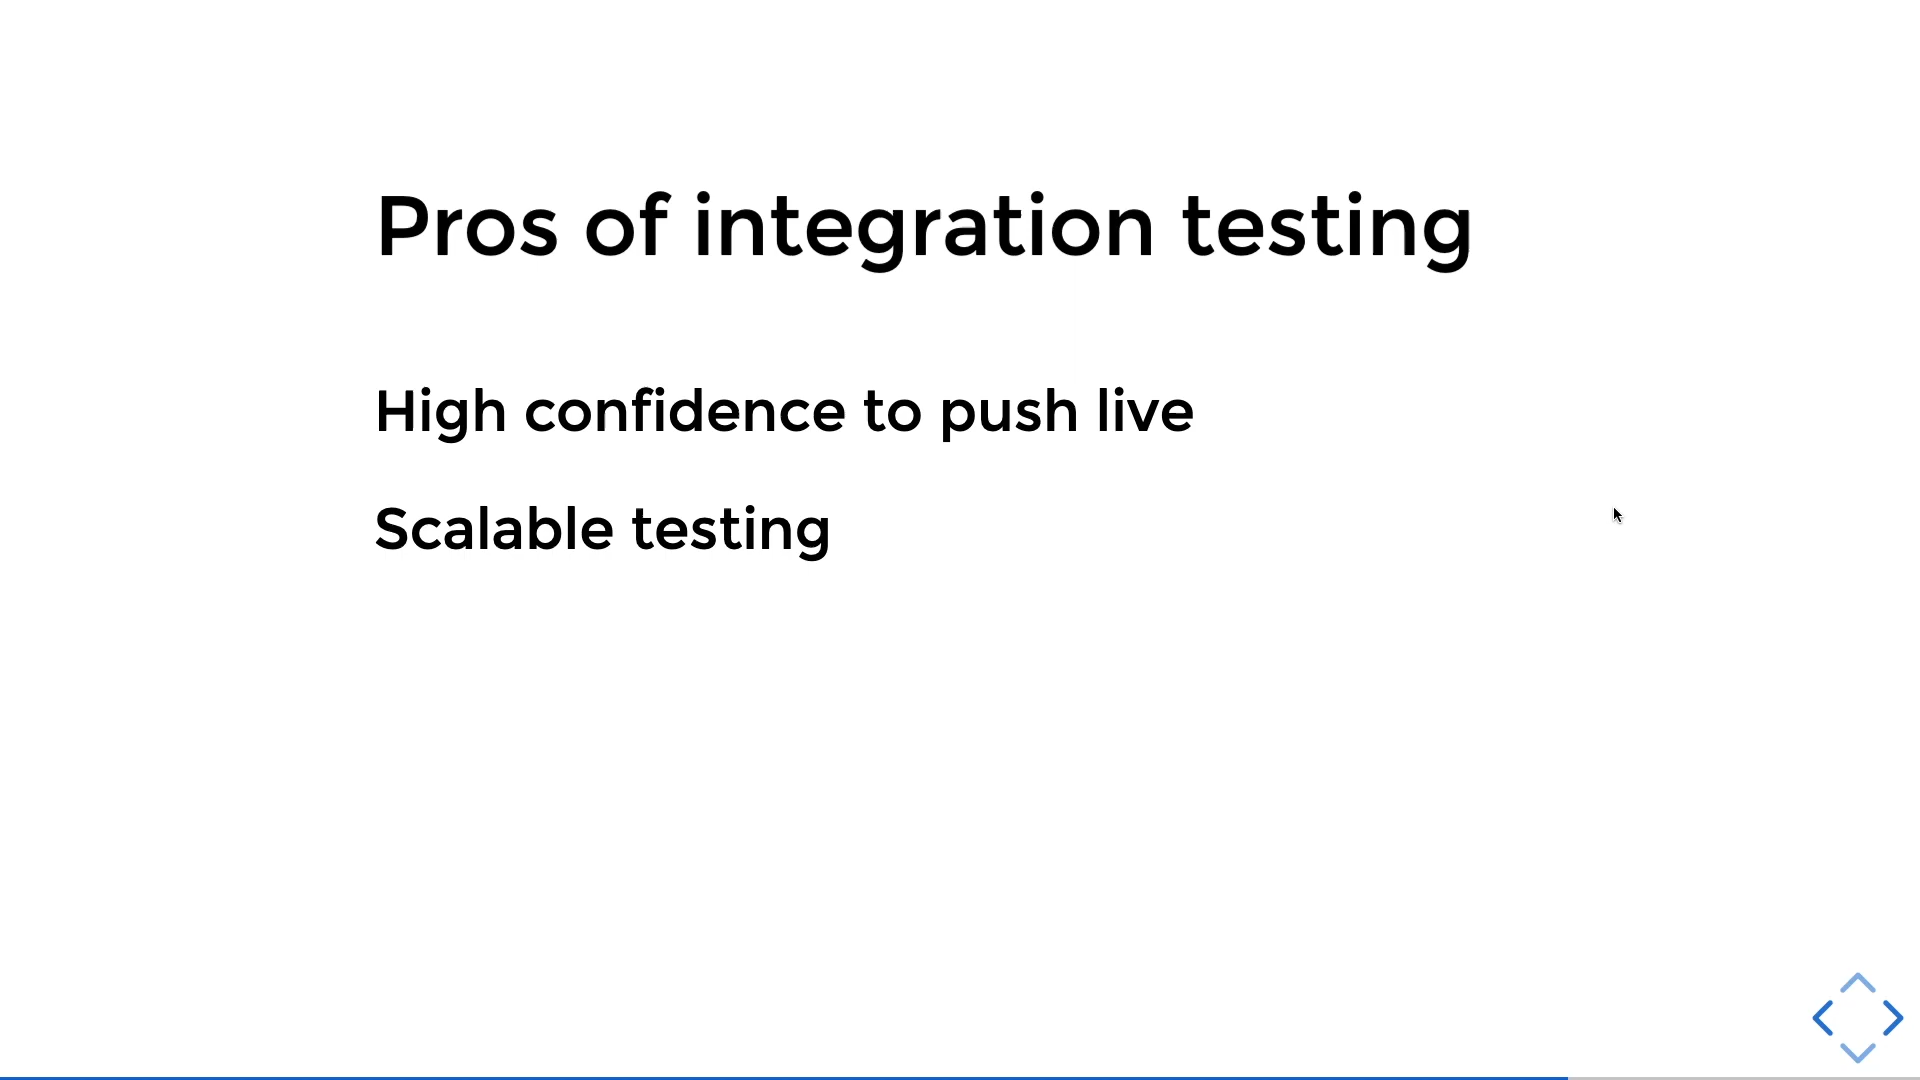 Pros of integration testing
High confidence to push live
Scalable testing